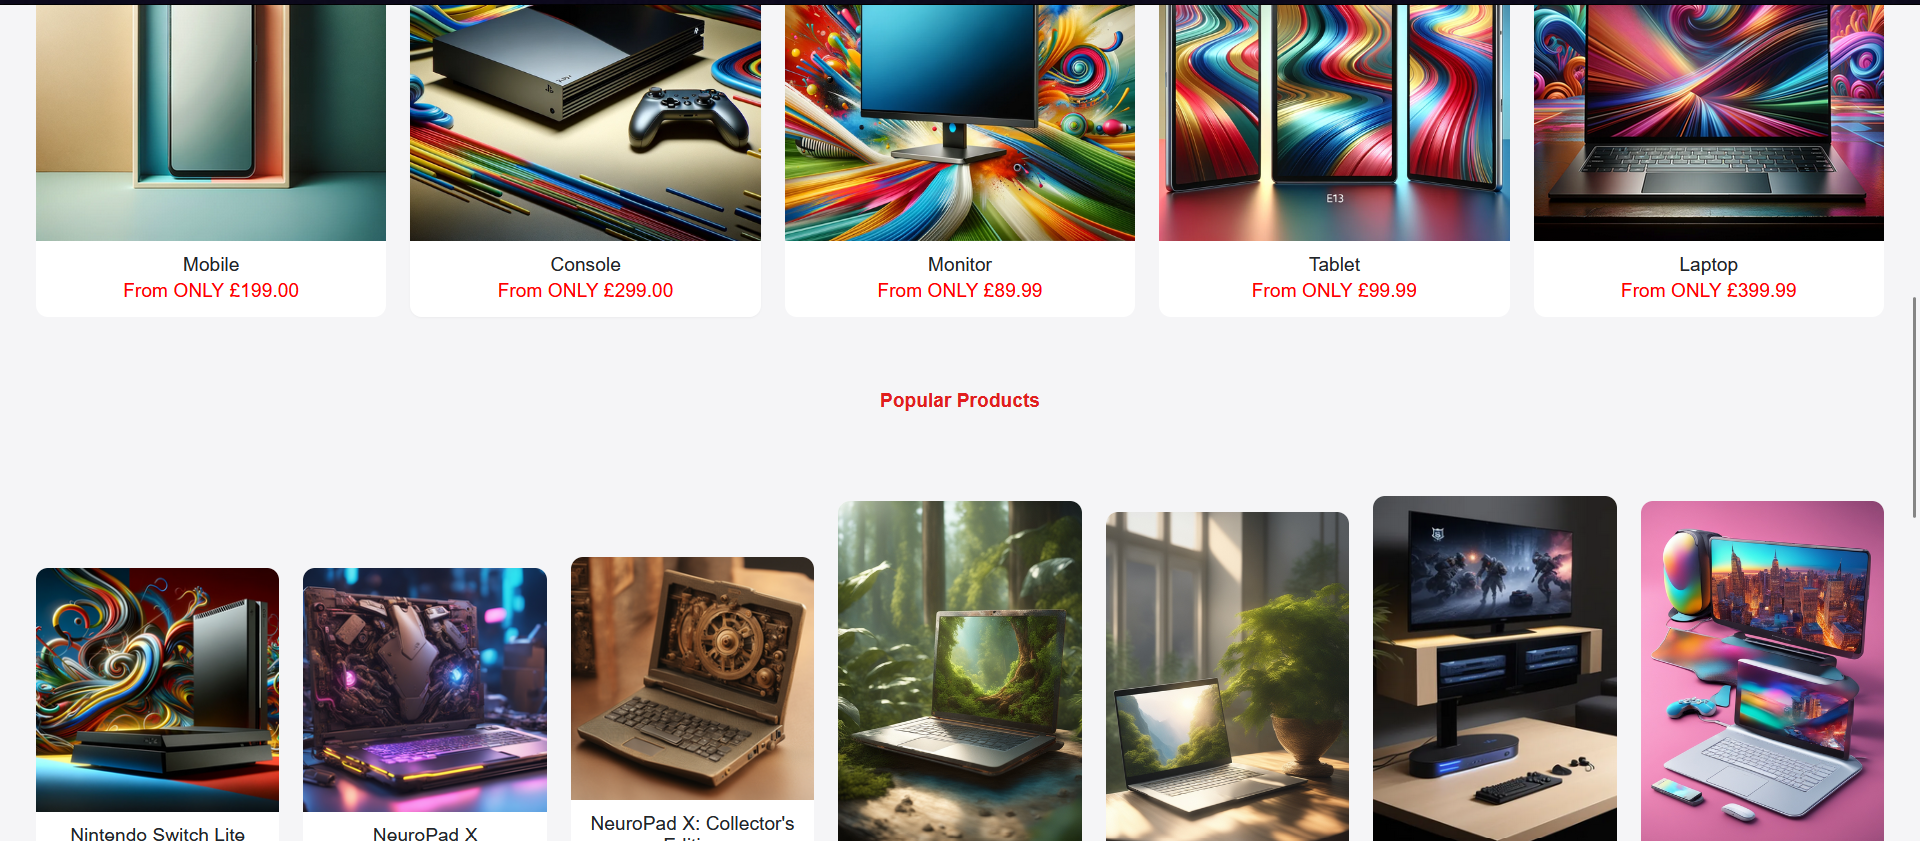 E13
Mobile
From ONLY £199.00
Console
From ONLY £299.00
Monitor
From ONLY £89.99
Tablet
From ONLY £99.99
Laptop
From ONLY £399.99
Popular Products
Nintendo Switch Lite
NeuroPad X
NeuroPad X: Collector's